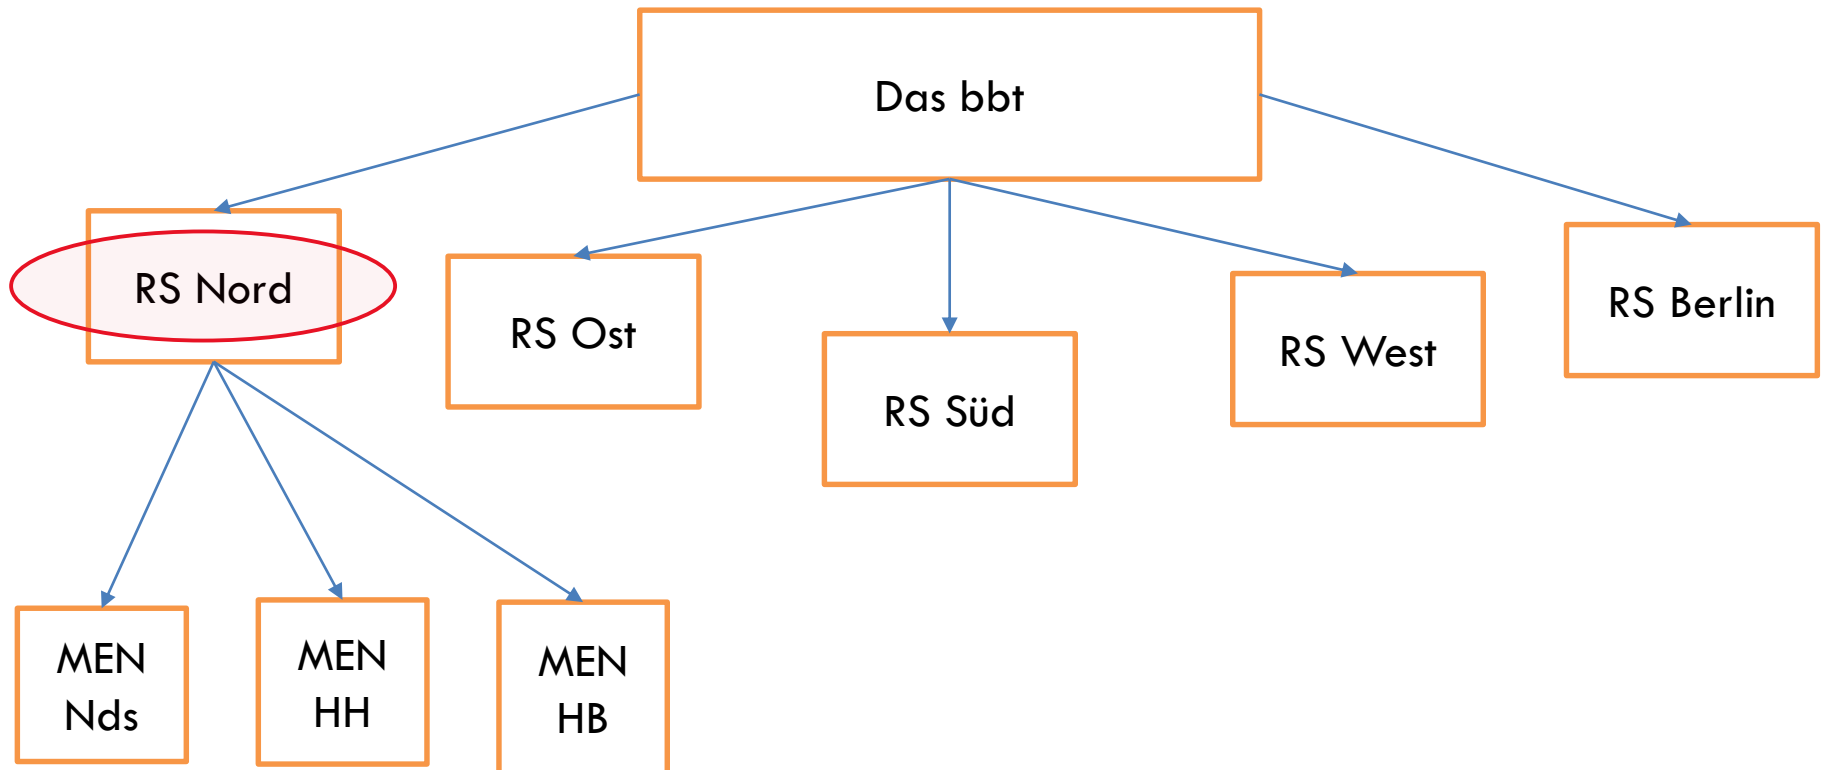 Das bbt
RS Nord
RS Ost
RS Süd
RS West
RS Berlin
MEN
Nds
MEN
HH
MEN
HB